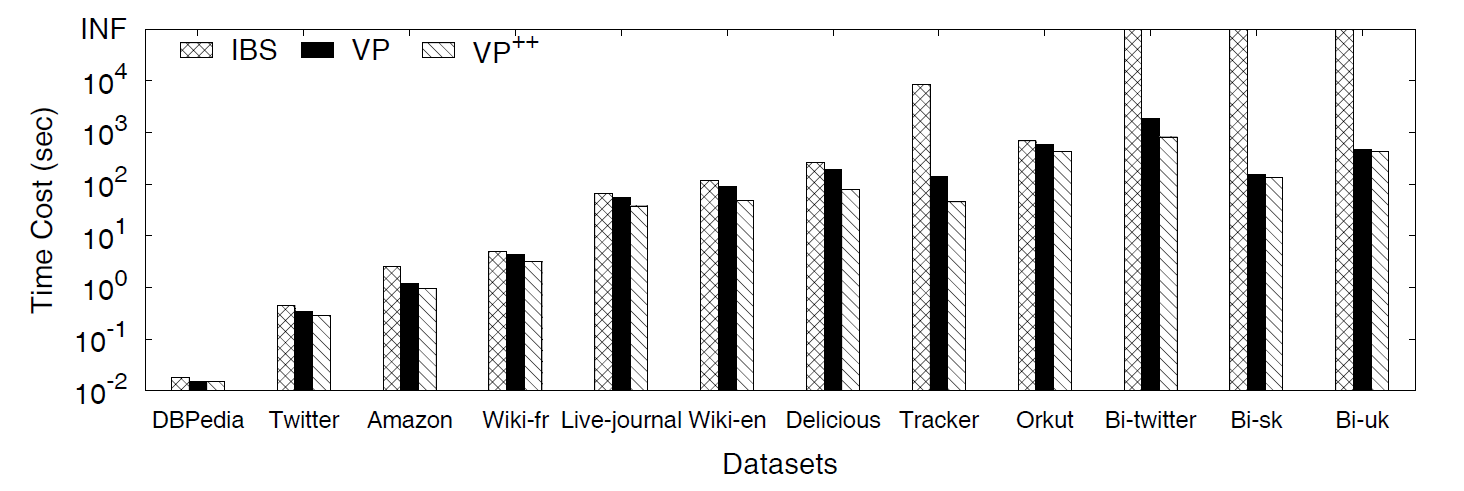 INF
IBS VP VP++
10^4
10^3
10^2
10^1
10^0
10^-1
10^-2
Time Cost (sec)
DBPedia Twitter Amazon Wiki-fr Live-journal Wiki-en Delicious Tracker Orkut Bi-twitter Bi-sk Bi-uk
Datasets